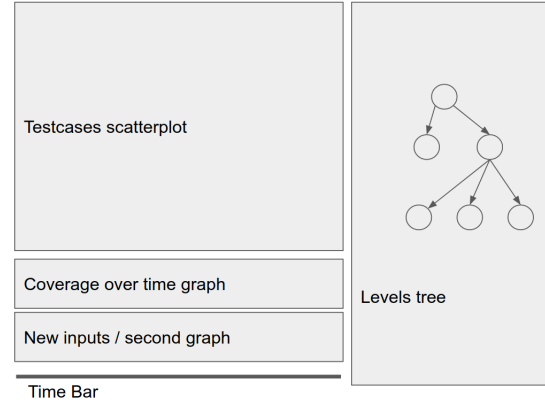 Testcases scatterplot
Coverage over time graph
New inputs / second graph
Time Bar
Levels tree